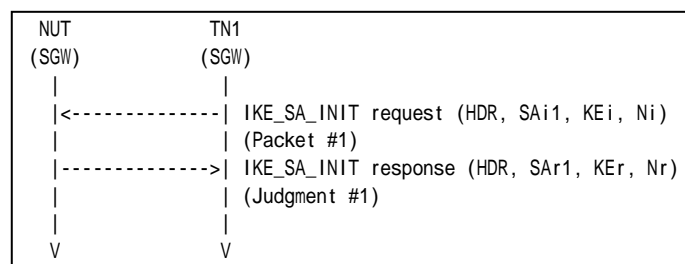 NUT TN1
(SGW) (SGW)
| |
|<--------------| IKE_SA_INIT request (HDR, SAi1, KEi, Ni)
| | (Packet #1)
|-------------->| IKE_SA_INIT response (HDR, SAr1, KEr, Nr)
| | (Judgment #1)
| |
V V